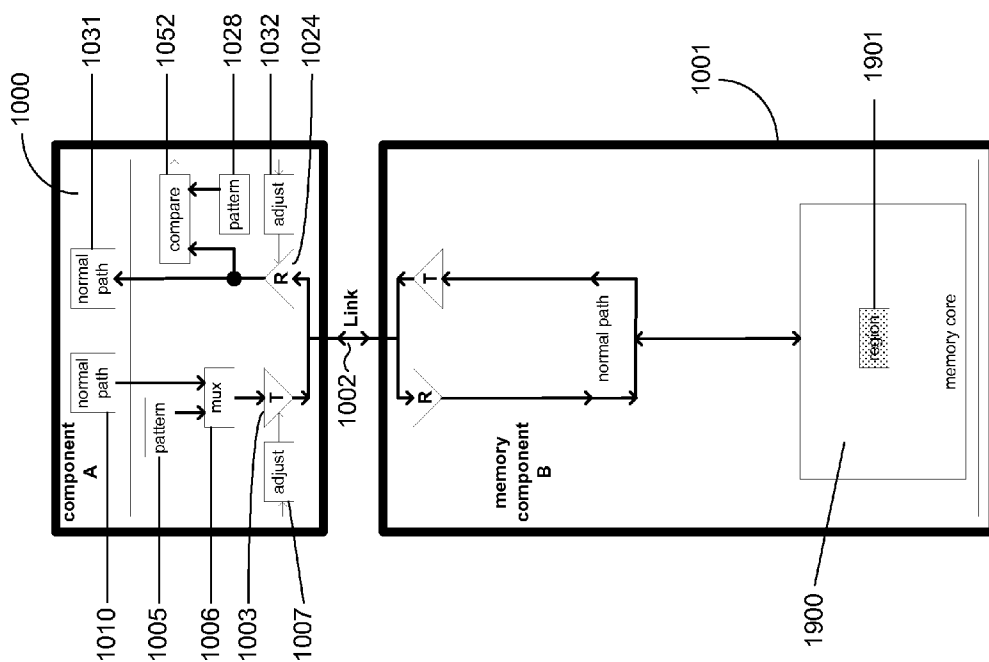 1000
1031
1052
1028
1032
1024
component
A
normal
path
normal
path
pattern
mux
T
adjust
compare
pattern
adjust
R
1010
1005
1006
1003
1007
1002
Link
1001
1901
memory
component
B
R
T
normal path
region
memory core
1900